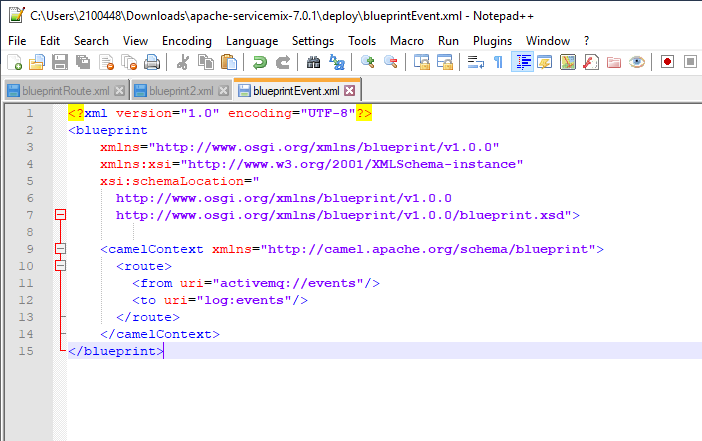 C:\Users\2100448\Downloads\apache-servicemix-7.0.1\deploy\blueprintEvent.xml - Notepad++
File Edit Search View Encoding Language Settings Tools Macro Run Plugins Window ?
blueprintRoute.xml blueprint2.xml blueprintEvent.xml
1 <?xml version="1.0" encoding="UTF-8"?>
2 <blueprint
3 xmlns="http://www.osgi.org/xmlns/blueprint/v1.0.0"
4 xmlns:xsi="http://www.w3.org/2001/XMLSchema-instance"
5 xsi:schemaLocation="
6 http://www.osgi.org/xmlns/blueprint/v1.0.0
7 http://www.osgi.org/xmlns/blueprint/v1.0.0/blueprint.xsd">
8
9 <camelContext xmlns="http://camel.apache.org/schema/blueprint">
10 <route>
11 <from uri="activemq://events"/>
12 <to uri="log:events"/>
13 </route>
14 </camelContext>
15 </blueprint>